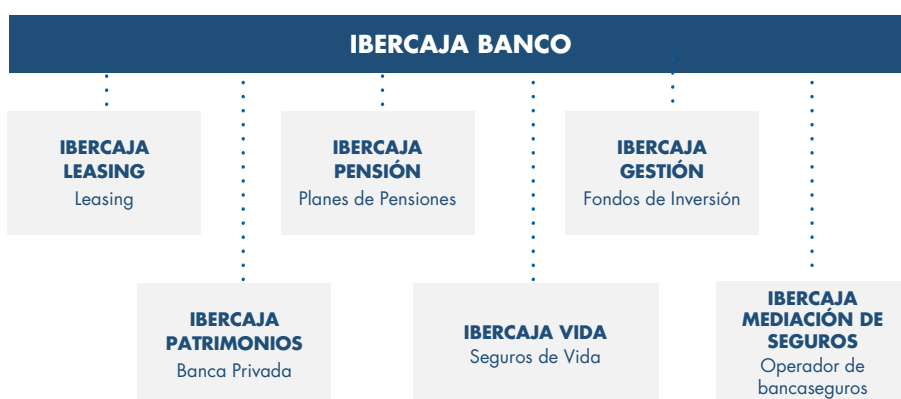 IBERCAJA BANCO
IBERCAJA
LEASING
Leasing
IBERCAJA
PENSIÓN
Planes de Pensiones
IBERCAJA
GESTIÓN
Fondos de Inversión
IBERCAJA
PATRIMONIOS
Banca Privada
IBERCAJA VIDA
Seguros de Vida
IBERCAJA
MEDIACIÓN DE
SEGUROS
Operador de
bancaseguros